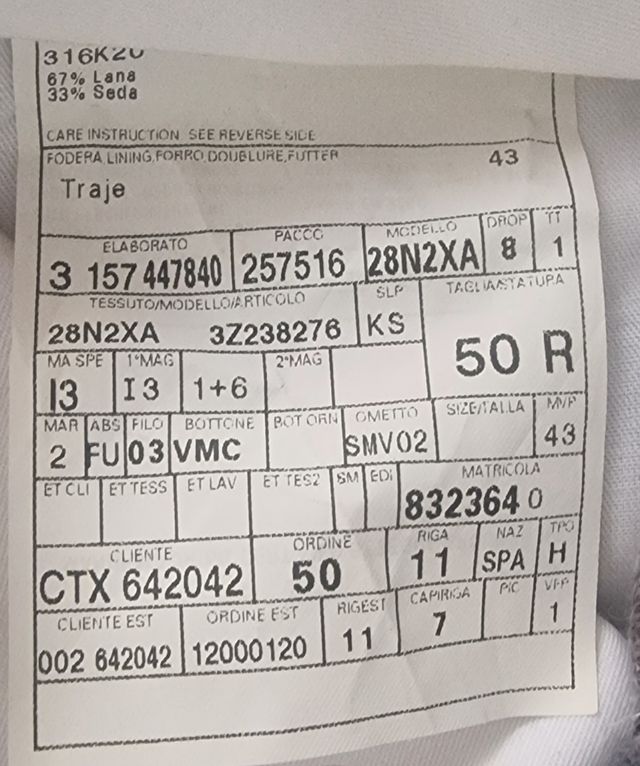 316K20
67% Lana
33% Seda
CARE INSTRUCTION SEE REVERSE SIDE
FODERA LINING,FORRO,DOUBLURE,FUTTER 43
Traje
ELABORATO PACCO MODELLO DROP TT
3 157 447840 257516 28N2XA 8 1
TESSUTO/MODELLO/ARTICOLO SLP TAGLIA/STATURA
28N2XA 3Z238276 KS 50 R
MA SPE 1°MAG 2°MAG
I3 I3 1+6
MAR ABS FILO BOTTONE BOT ORN OMETTO SIZE/TALLA MVP
2 FU 03 VMC SMV02 43
ET CLI ET TESS ET LAV ET TES2 SM EDI MATRICOLA
832364 0
CLIENTE ORDINE RIGA NAZ TPO
CTX 642042 50 11 SPA H
CLIENTE EST ORDINE EST RIGEST CAPIRIGA PIC VFP
002 642042 12000120 11 7 1